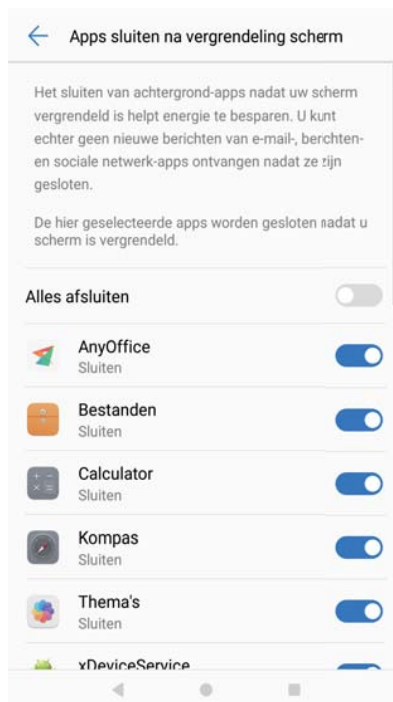 Apps sluiten na vergrendeling scherm
Het sluiten van achtergrond-apps nadat uw scherm
vergrendeld is helpt energie te besparen. U kunt
echter geen nieuwe berichten van e-mail-, berchten-
en sociale netwerk-apps ontvangen nadat ze zijn
gesloten.
De hier geselecteerde apps worden gesloten nadat u
scherm is vergrendeld.
Alles afsluiten
AnyOffice
Sluiten
Bestanden
Sluiten
Calculator
Sluiten
Kompas
Sluiten
Thema's
Sluiten
xDeviceService